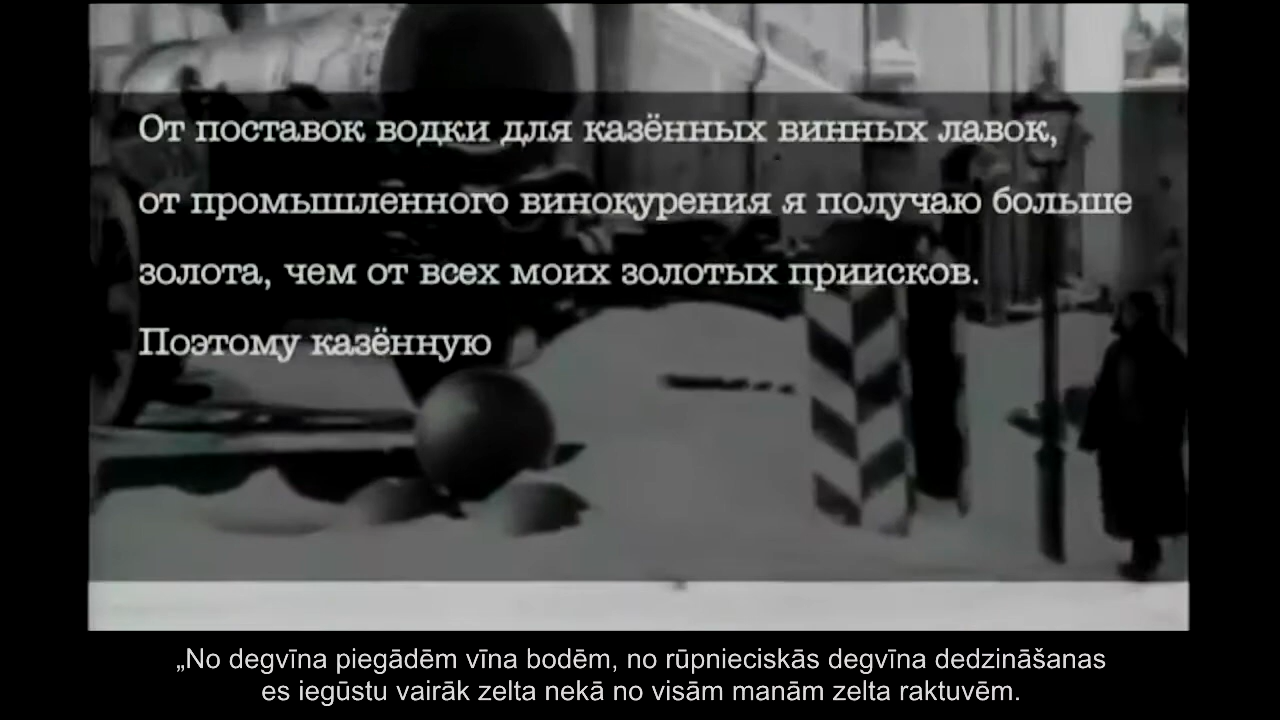 От поставок водки для казённых винных лавок,
от промышленного винокурения я получаю больше
золота, чем от всех моих золотых приисков.
Поэтому казённую
„No degvīna piegādēm vīna bodēm, no rūpnieciskās degvīna dedzināšanas
es iegūstu vairāk zelta nekā no visām manām zelta raktuvēm.